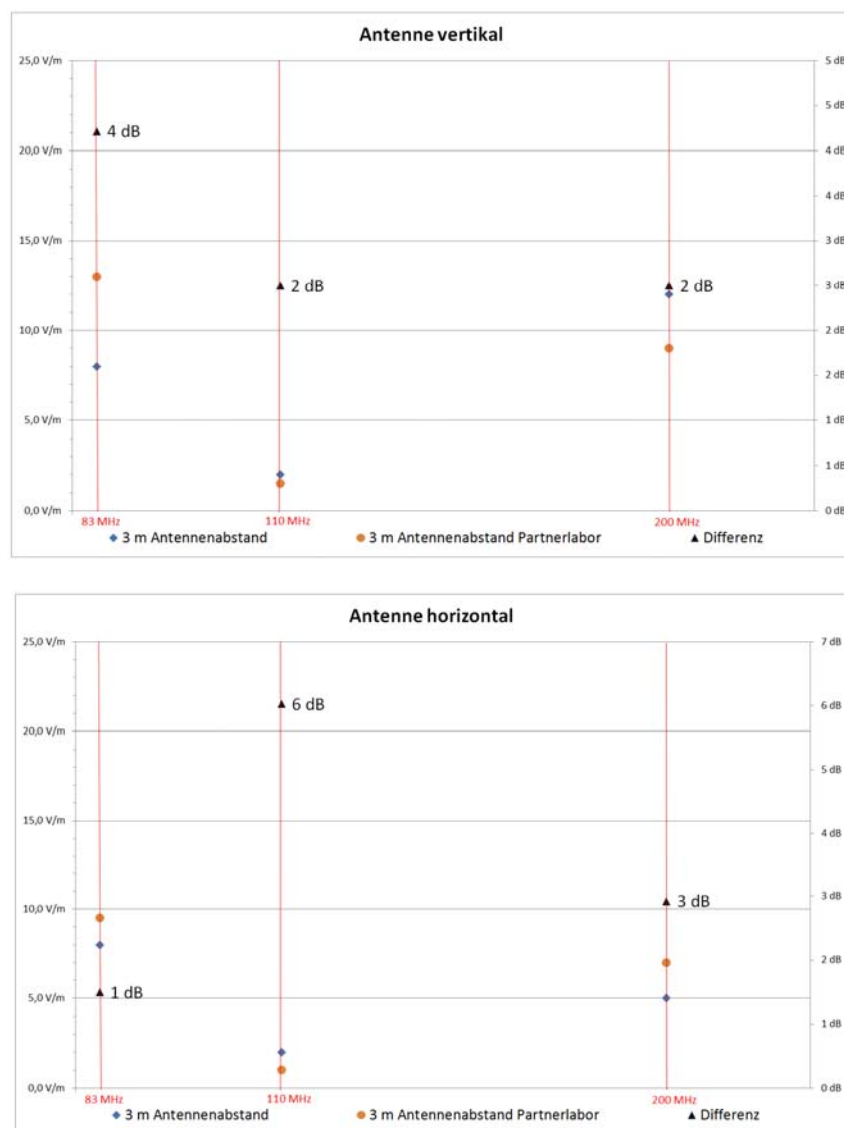 Antenne vertikal
25,0 V/m
20,0 V/m
15,0 V/m
10,0 V/m
5,0 V/m
0,0 V/m
5 dB
5 dB
4 dB
4 dB
3 dB
3 dB
2 dB
2 dB
1 dB
1 dB
0 dB
4 dB
2 dB
2 dB
83 MHz
110 MHz
200 MHz
3 m Antennenabstand
3 m Antennenabstand Partnerlabor
Differenz
Antenne horizontal
25,0 V/m
20,0 V/m
15,0 V/m
10,0 V/m
5,0 V/m
0,0 V/m
7 dB
6 dB
5 dB
4 dB
3 dB
2 dB
1 dB
0 dB
6 dB
3 dB
1 dB
83 MHz
110 MHz
200 MHz
3 m Antennenabstand
3 m Antennenabstand Partnerlabor
Differenz